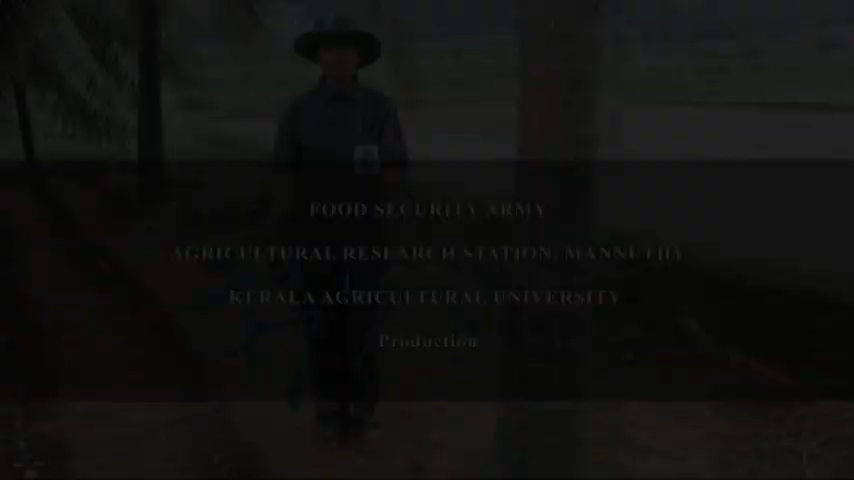 FOOD SECURITY ARMY
AGRICULTURAL RESEARCH STATION, MANNUTHY
KERALA AGRICULTURAL UNIVERSITY
Production